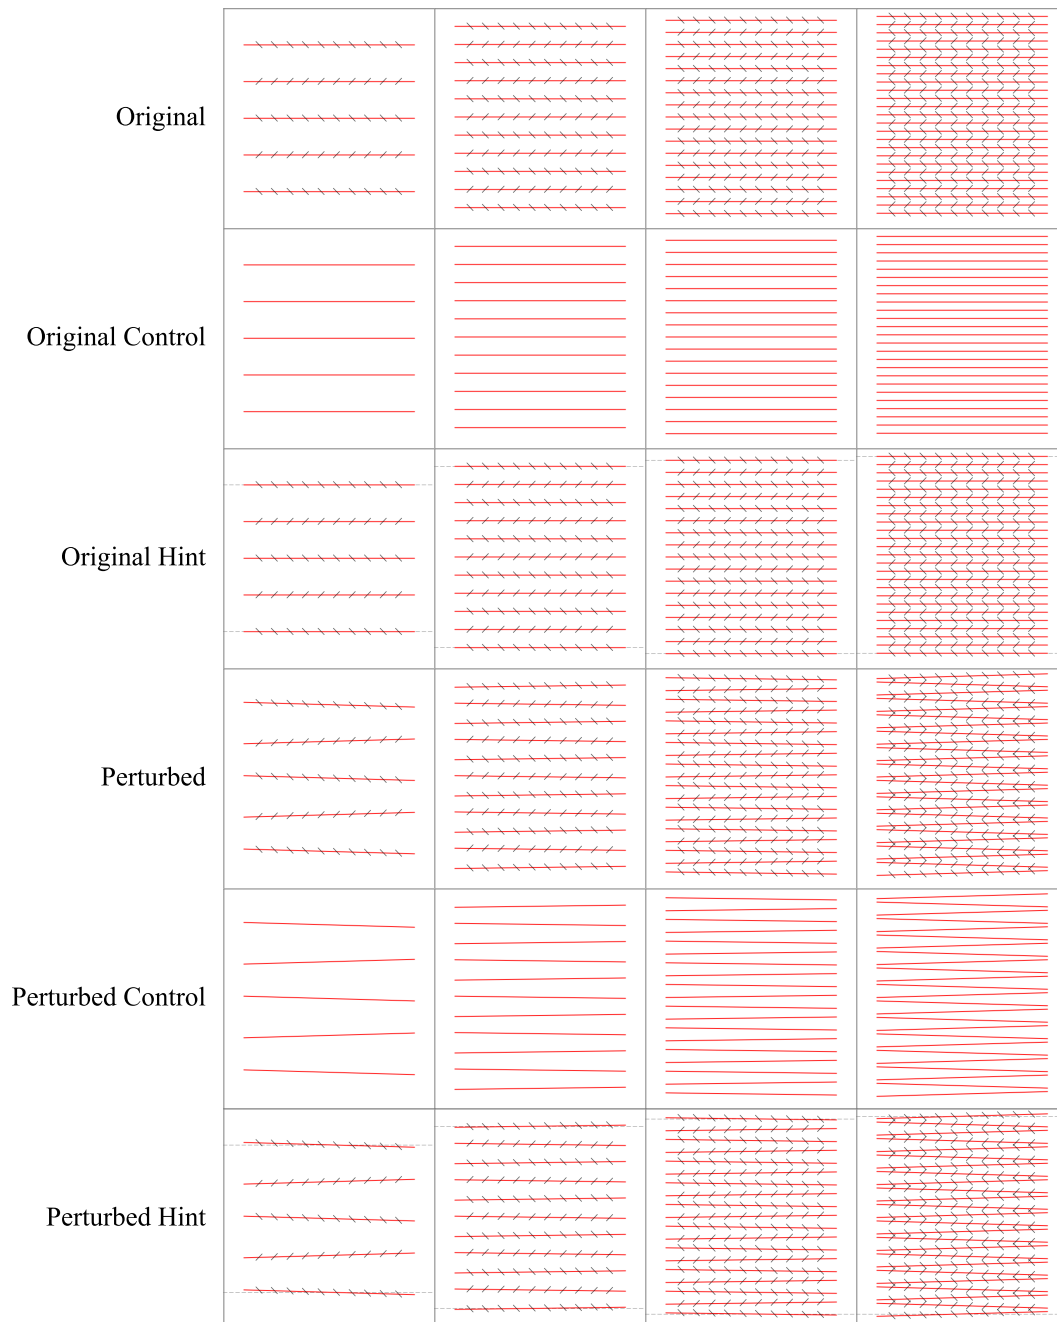 Original
Original Control
Original Hint
Perturbed
Perturbed Control
Perturbed Hint